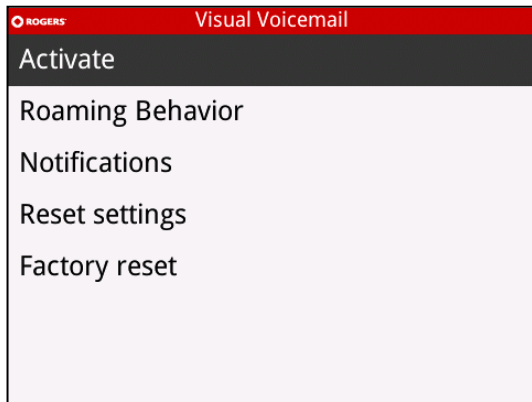 ROGERS Visual Voicemail
Activate
Roaming Behavior
Notifications
Reset settings
Factory reset